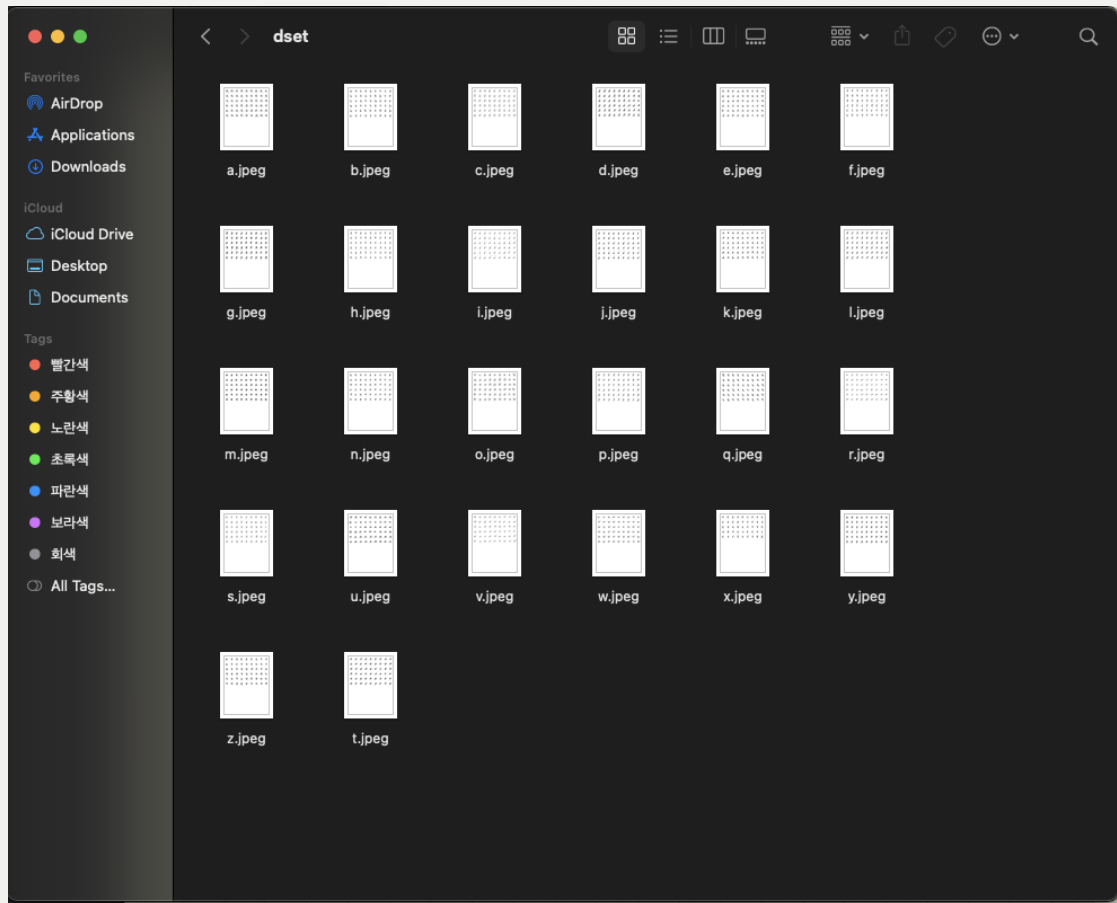 dset
Favorites
AirDrop
Applications
Downloads
iCloud
iCloud Drive
Desktop
Documents
Tags
빨간색
주황색
노란색
초록색
파란색
보라색
회색
All Tags...
a.jpeg b.jpeg c.jpeg d.jpeg e.jpeg f.jpeg
g.jpeg h.jpeg i.jpeg j.jpeg k.jpeg l.jpeg
m.jpeg n.jpeg o.jpeg p.jpeg q.jpeg r.jpeg
s.jpeg u.jpeg v.jpeg w.jpeg x.jpeg y.jpeg
z.jpeg t.jpeg